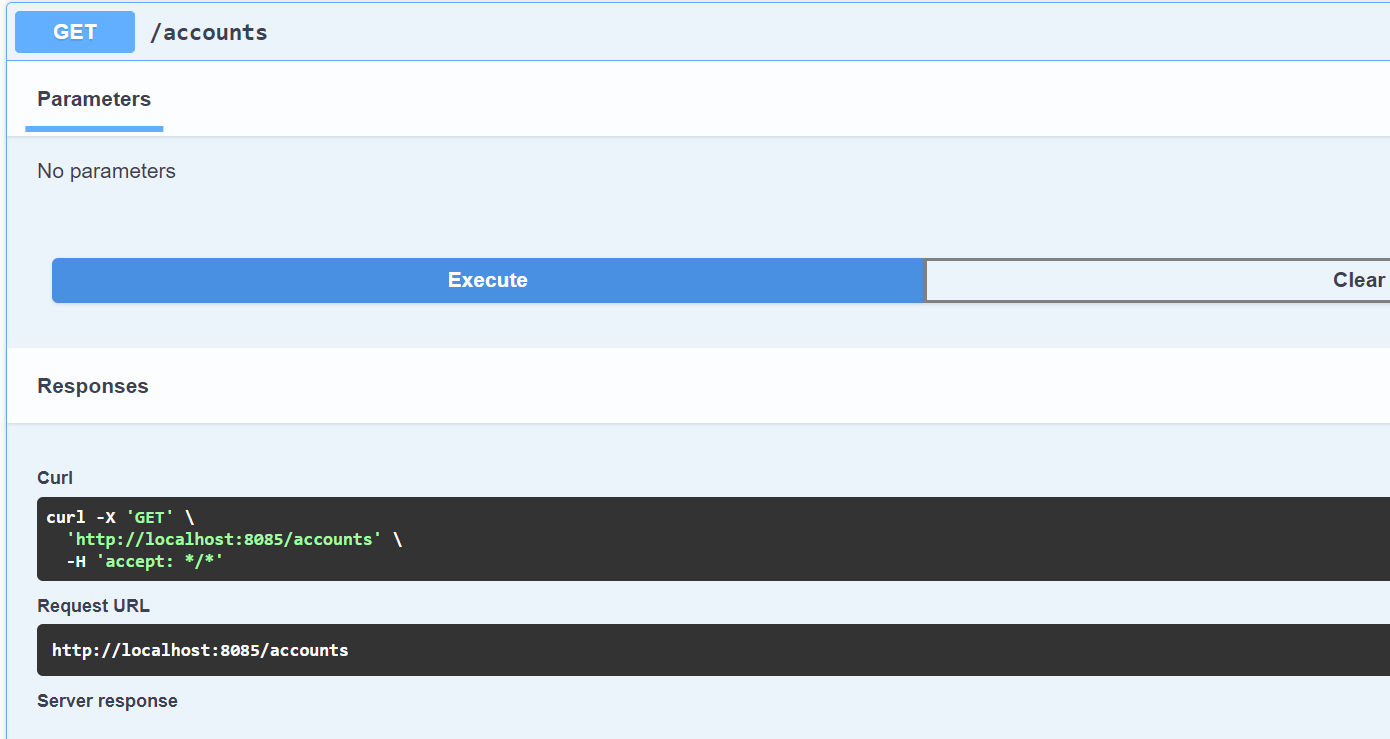 GET /accounts
Parameters
No parameters
Execute Clear
Responses
Curl
curl -X 'GET' \
  'http://localhost:8085/accounts' \
  -H 'accept: */*'
Request URL
http://localhost:8085/accounts
Server response